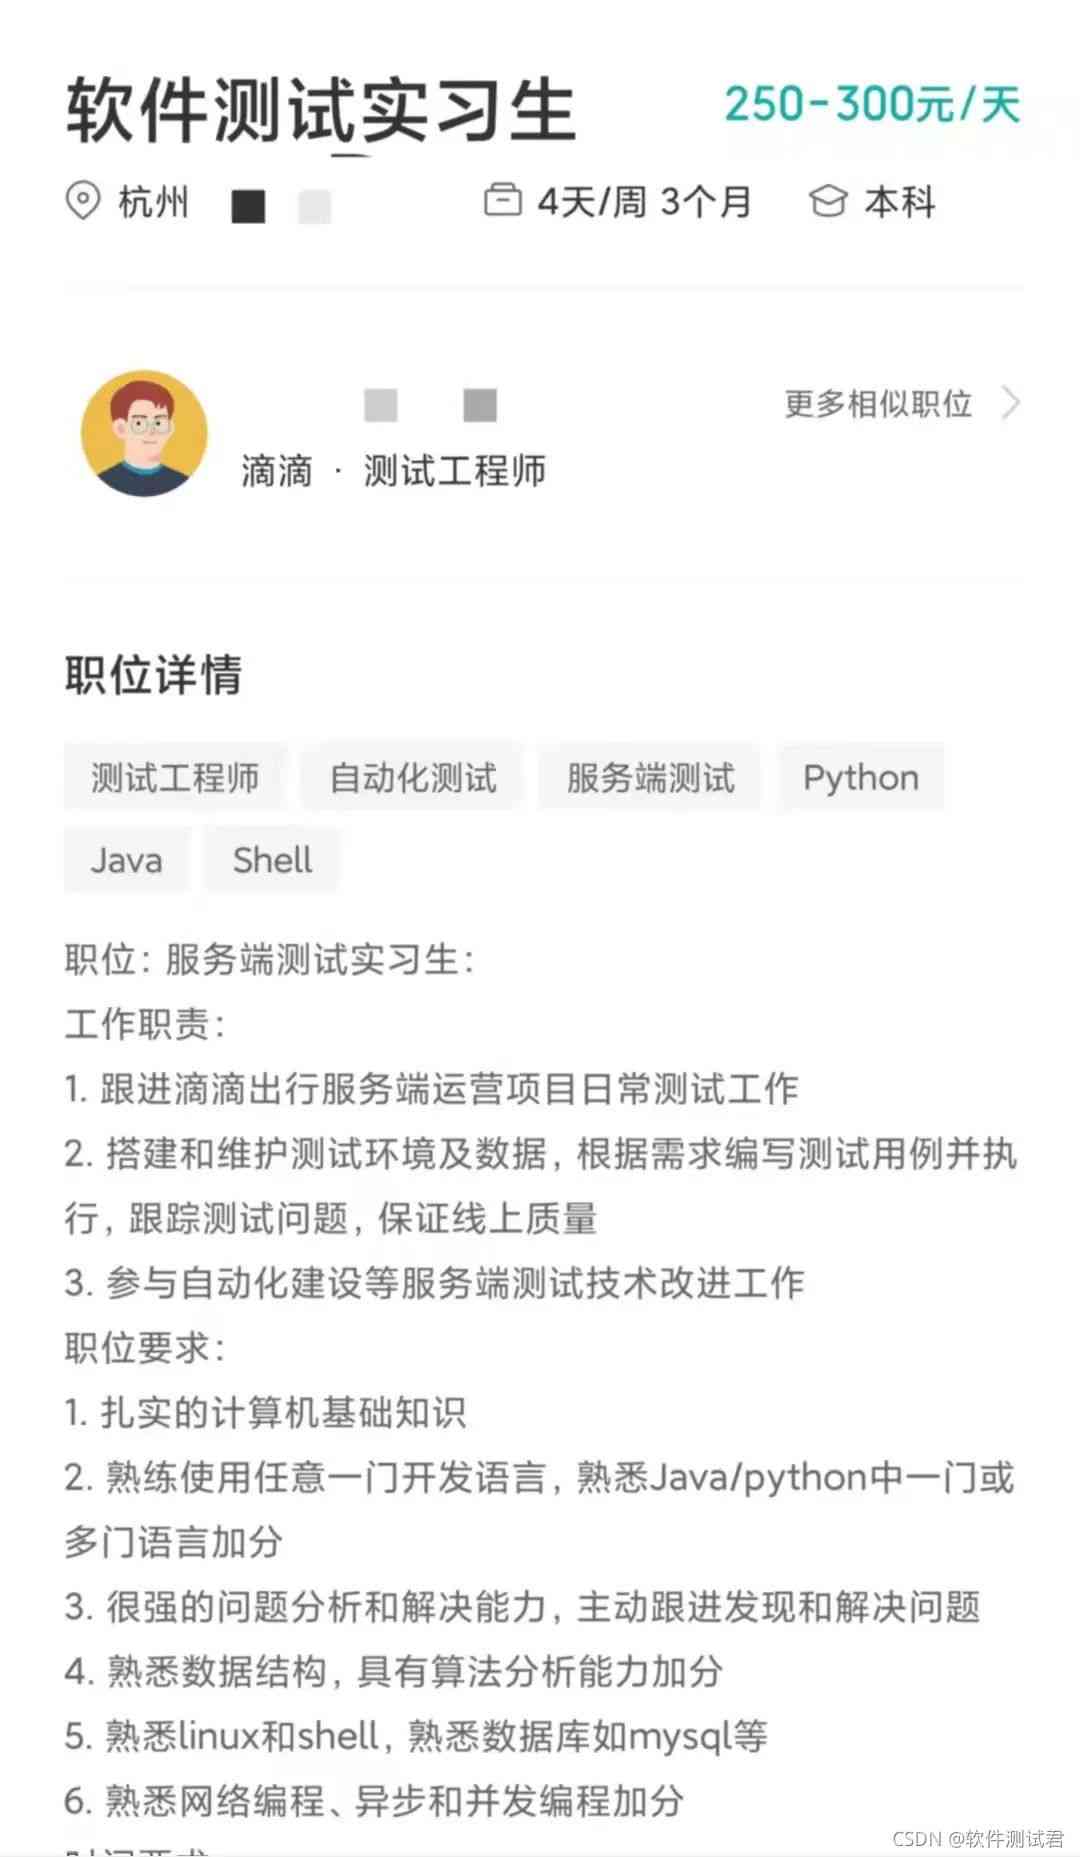 软件测试实习生
250-300元/天
杭州
4天/周 3个月
本科
更多相似职位
滴滴 · 测试工程师
职位详情
测试工程师 自动化测试 服务端测试 Python
Java Shell
职位：服务端测试实习生：
工作职责：
1. 跟进滴滴出行服务端运营项目日常测试工作
2. 搭建和维护测试环境及数据，根据需求编写测试用例并执
行，跟踪测试问题，保证线上质量
3. 参与自动化建设等服务端测试技术改进工作
职位要求：
1. 扎实的计算机基础知识
2. 熟练使用任意一门开发语言，熟悉Java/python中一门或
多门语言加分
3. 很强的问题分析和解决能力，主动跟进发现和解决问题
4. 熟悉数据结构，具有算法分析能力加分
5. 熟悉linux和shell，熟悉数据库如mysql等
6. 熟悉网络编程、异步和并发编程加分
CSDN @软件测试君